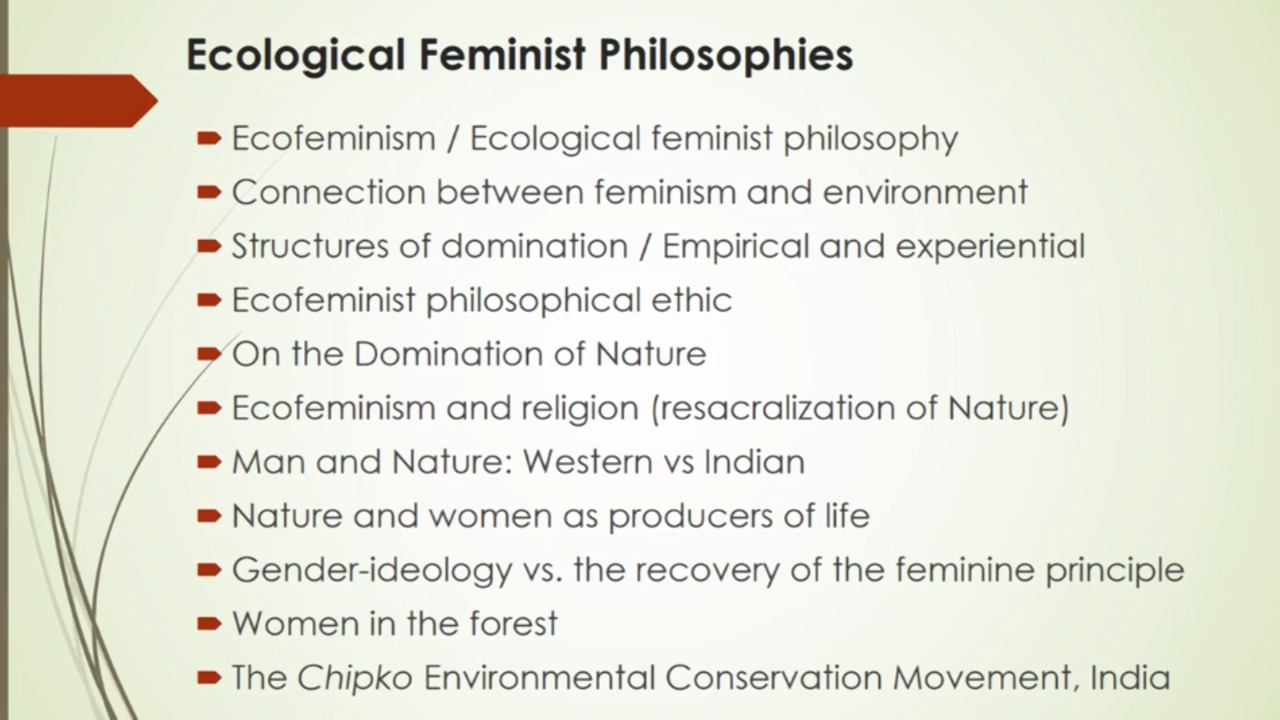 Ecological Feminist Philosophies
Ecofeminism / Ecological feminist philosophy
Connection between feminism and environment
Structures of domination / Empirical and experiential
Ecofeminist philosophical ethic
On the Domination of Nature
Ecofeminism and religion (resacralization of Nature)
Man and Nature: Western vs Indian
Nature and women as producers of life
Gender-ideology vs. the recovery of the feminine principle
Women in the forest
The Chipko Environmental Conservation Movement, India